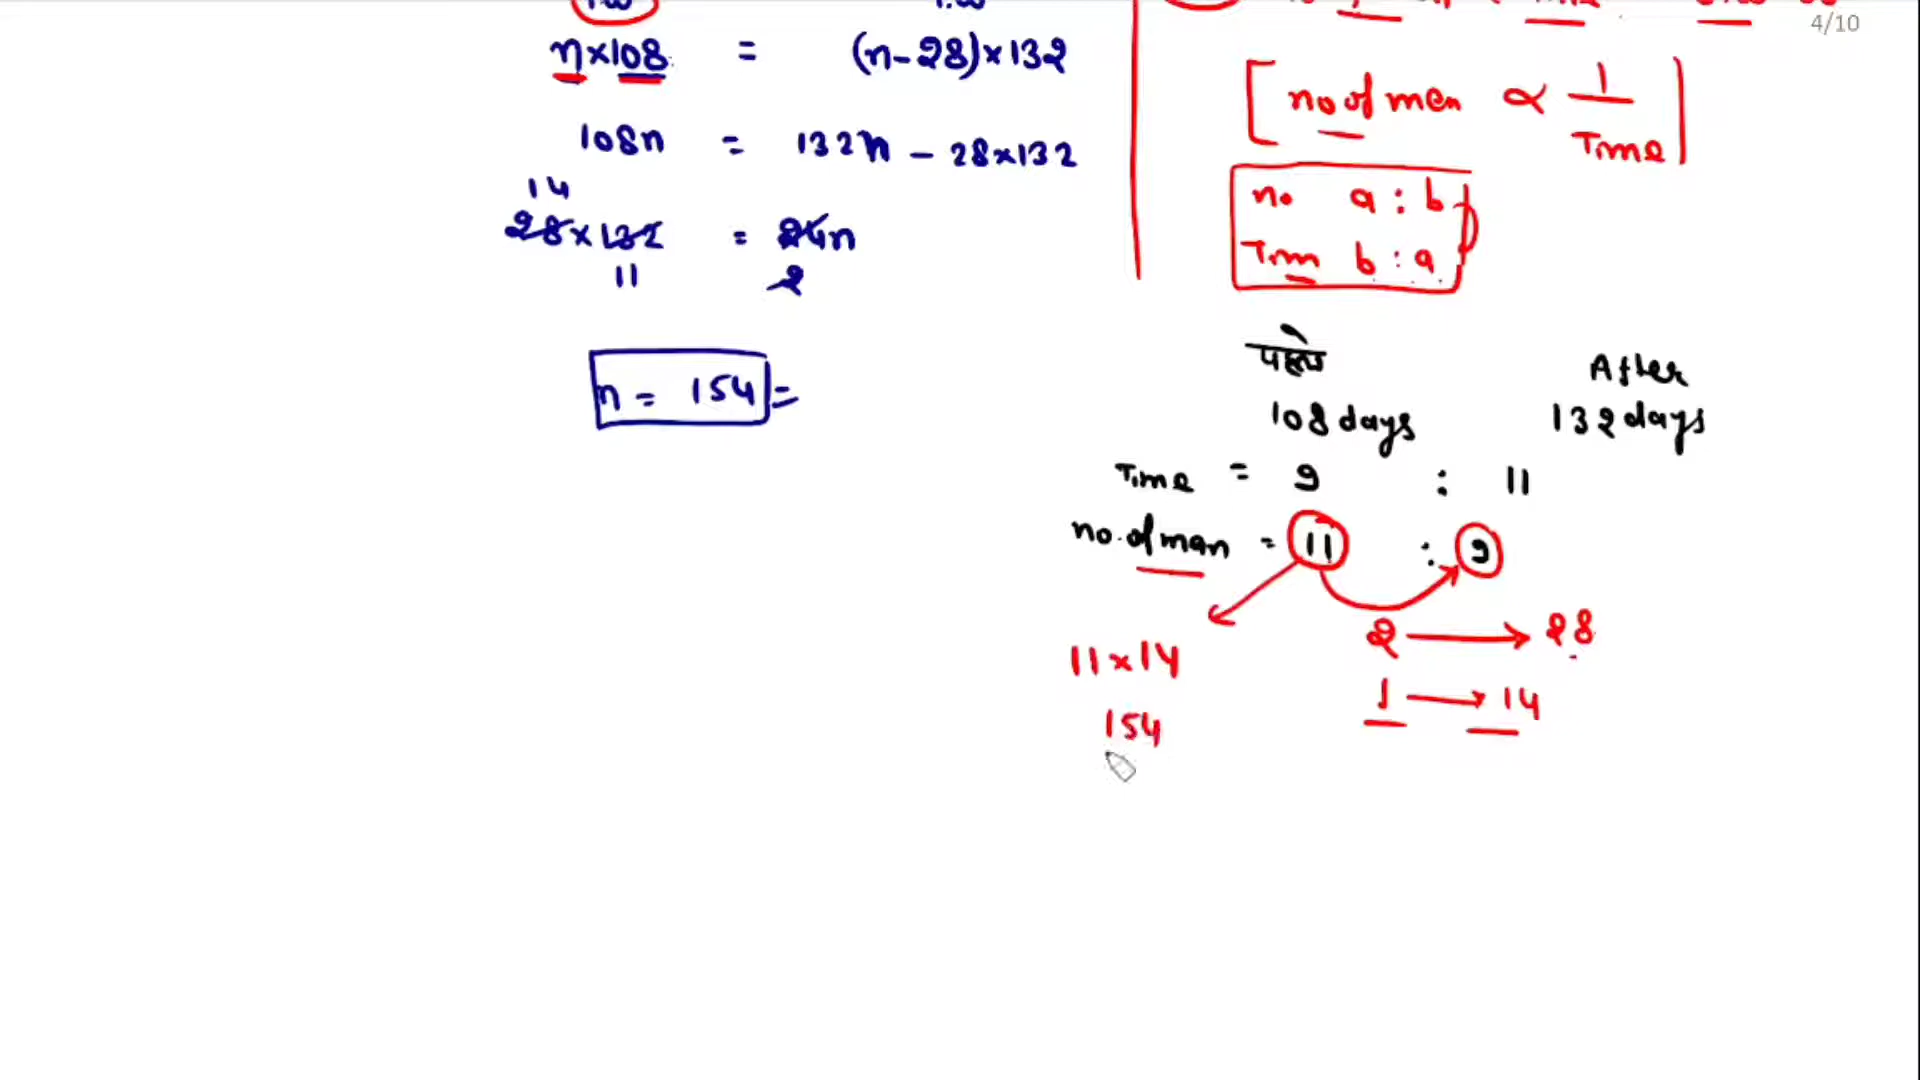 4/10
n×108 = (n-28)×132
108n = 132n - 28×132
14
28×132 = 24n
11 2
n = 154 =
[no of men ∝ 1/Time]
no a : b
Tim b : a
पहले After
108 days 132 days
Time = 9 : 11
no. of man = 11 : 9
2 → 28
11×14
1 → 14
154